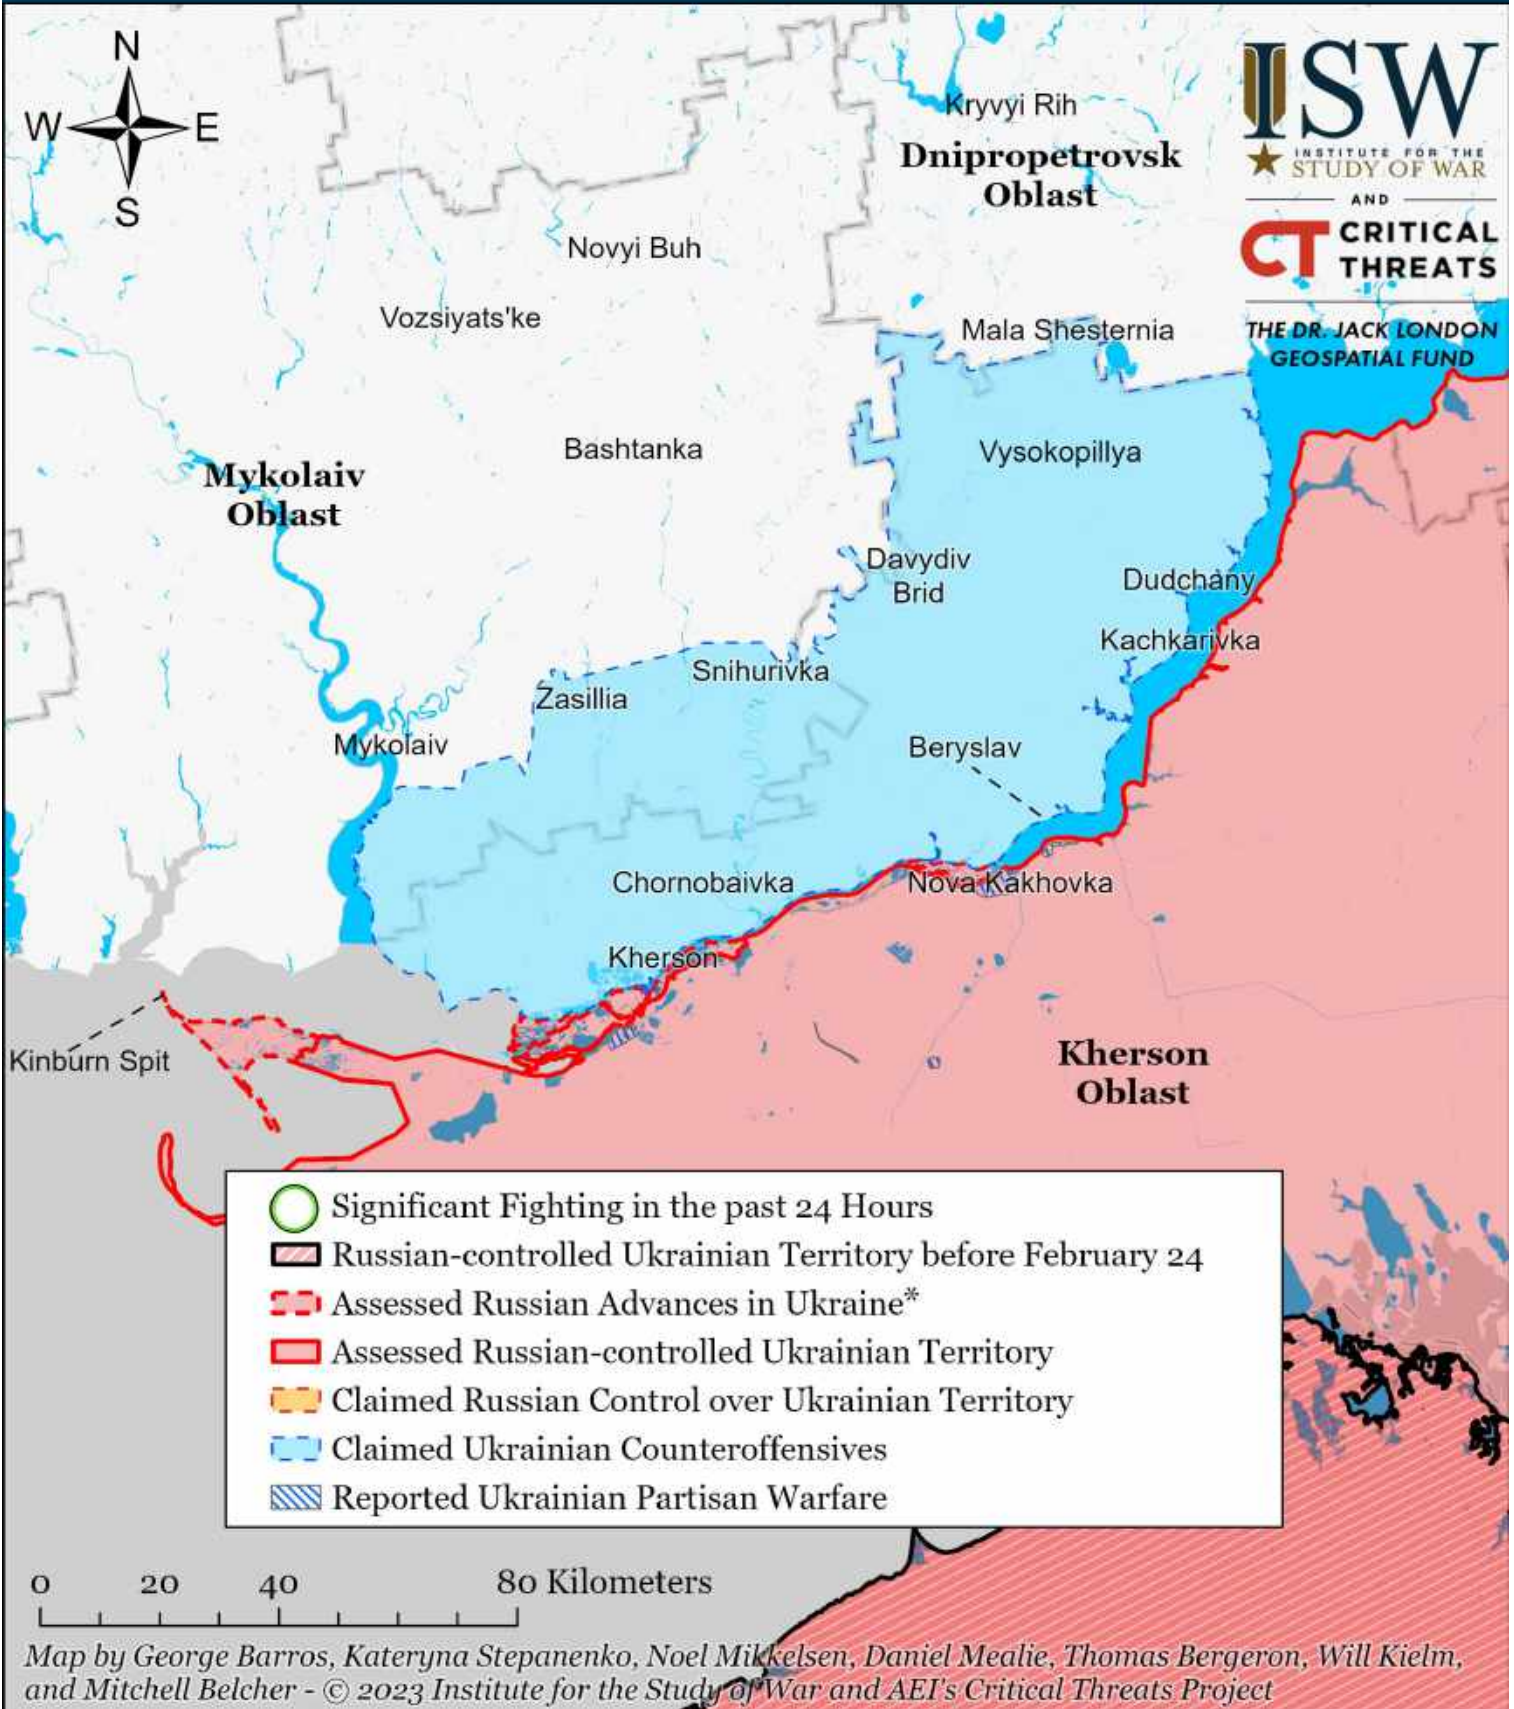 N
W E
S
ISW
INSTITUTE FOR THE
STUDY OF WAR
AND
CT CRITICAL
THREATS
THE DR. JACK LONDON
GEOSPATIAL FUND
Kryvyi Rih
Dnipropetrovsk
Oblast
Novyi Buh
Vozsiyats'ke
Mala Shesternia
Bashtanka
Vysokopillya
Mykolaiv
Oblast
Davydiv
Brid
Dudchany
Kachkarivka
Snihurivka
Zasillia
Mykolaiv
Beryslav
Chornobaivka
Nova Kakhovka
Kherson
Kinburn Spit
Kherson
Oblast
Significant Fighting in the past 24 Hours
Russian-controlled Ukrainian Territory before February 24
Assessed Russian Advances in Ukraine*
Assessed Russian-controlled Ukrainian Territory
Claimed Russian Control over Ukrainian Territory
Claimed Ukrainian Counteroffensives
Reported Ukrainian Partisan Warfare
0 20 40 80 Kilometers
Map by George Barros, Kateryna Stepanenko, Noel Mikkelsen, Daniel Mealie, Thomas Bergeron, Will Kielm,
and Mitchell Belcher - © 2023 Institute for the Study of War and AEI's Critical Threats Project